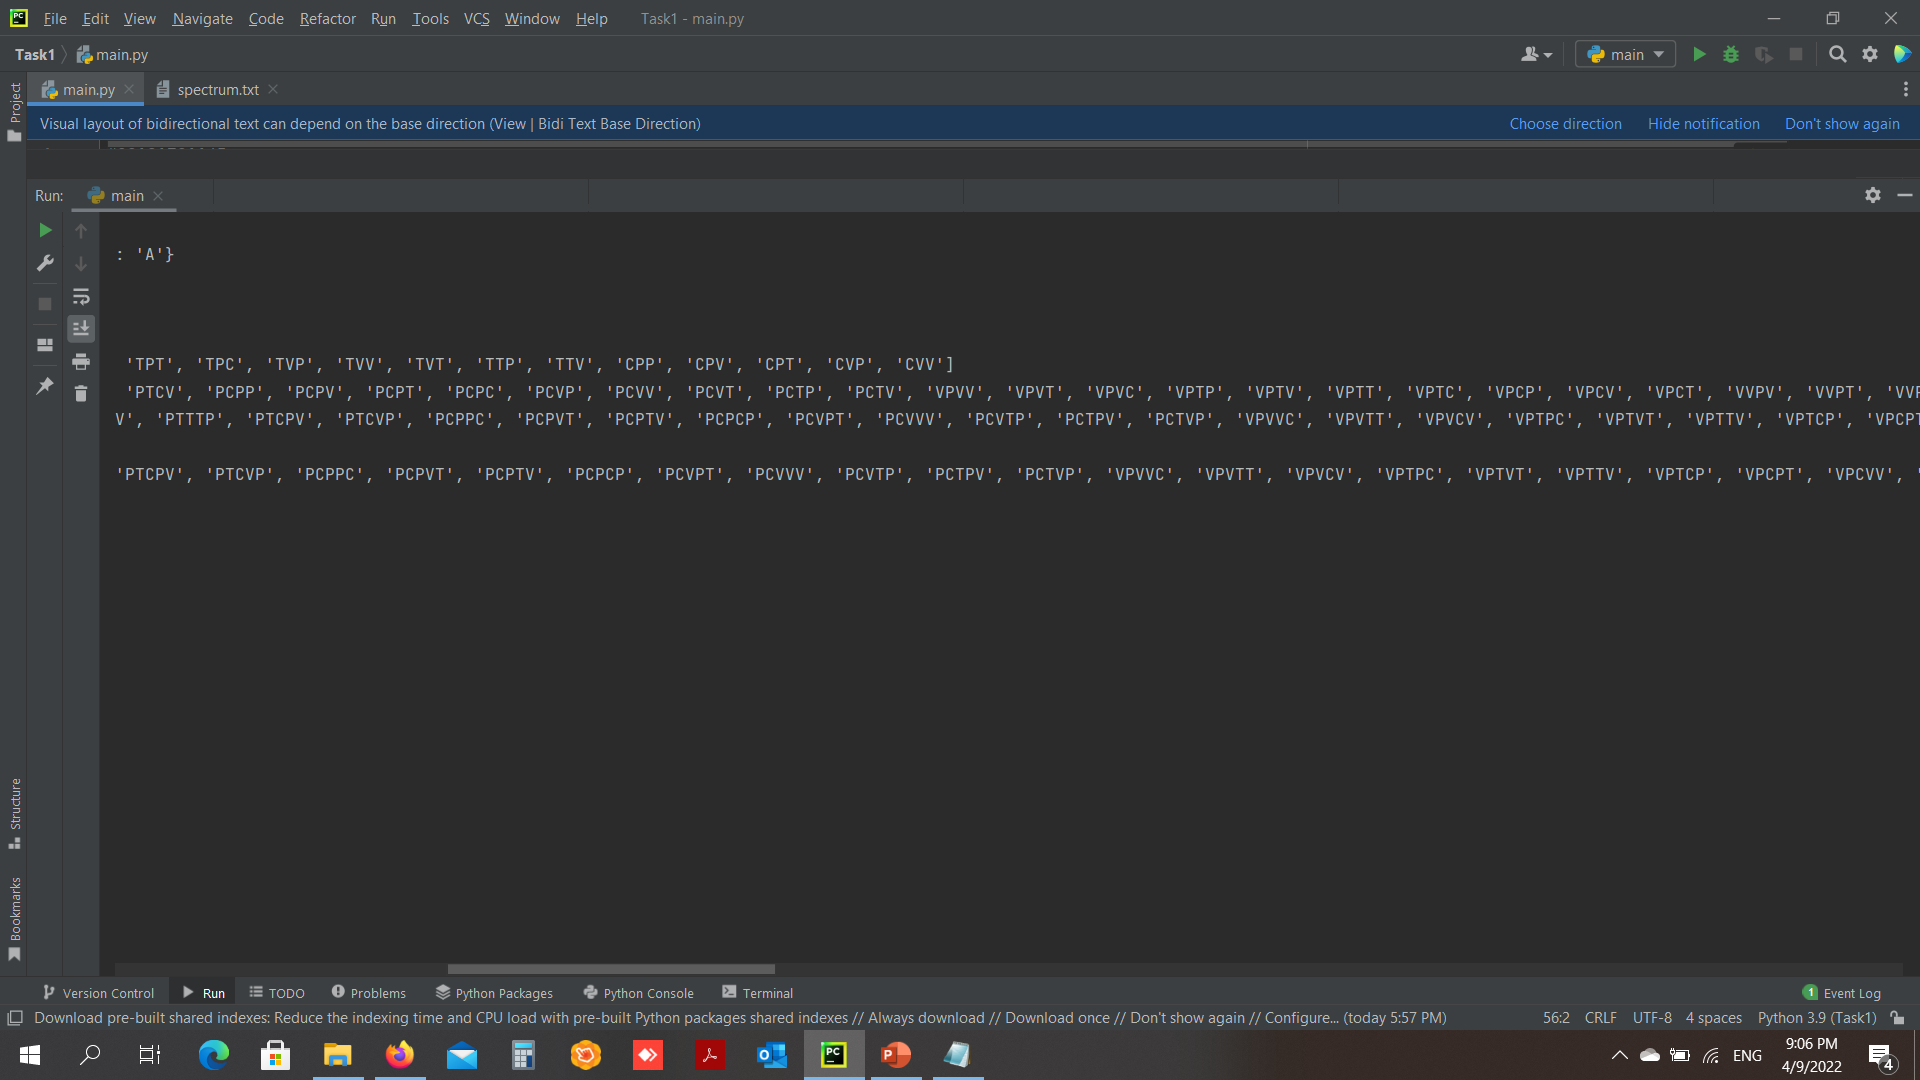 File Edit View Navigate Code Refactor Run Tools VCS Window Help Task1 - main.py
Task1 main.py main
Project
main.py spectrum.txt
Visual layout of bidirectional text can depend on the base direction (View | Bidi Text Base Direction) Choose direction Hide notification Don't show again
Run: main
: 'A'}
'TPT', 'TPC', 'TVP', 'TVV', 'TVT', 'TTP', 'TTV', 'CPP', 'CPV', 'CPT', 'CVP', 'CVV']
'PTCV', 'PCPP', 'PCPV', 'PCPT', 'PCPC', 'PCVP', 'PCVV', 'PCVT', 'PCTP', 'PCTV', 'VPVV', 'VPVT', 'VPVC', 'VPTP', 'VPTV', 'VPTT', 'VPTC', 'VPCP', 'VPCV', 'VPCT', 'VVPV', 'VVPT', 'VVP
V', 'PTTTP', 'PTCPV', 'PTCVP', 'PCPPC', 'PCPVT', 'PCPTV', 'PCPCP', 'PCVPT', 'PCVVV', 'PCVTP', 'PCTPV', 'PCTVP', 'VPVVC', 'VPVTT', 'VPVCV', 'VPTPC', 'VPTVT', 'VPTTV', 'VPTCP', 'VPCPT
'PTCPV', 'PTCVP', 'PCPPC', 'PCPVT', 'PCPTV', 'PCPCP', 'PCVPT', 'PCVVV', 'PCVTP', 'PCTPV', 'PCTVP', 'VPVVC', 'VPVTT', 'VPVCV', 'VPTPC', 'VPTVT', 'VPTTV', 'VPTCP', 'VPCPT', 'VPCVV', '
Structure
Bookmarks
Version Control Run TODO Problems Python Packages Python Console Terminal 1 Event Log
Download pre-built shared indexes: Reduce the indexing time and CPU load with pre-built Python packages shared indexes // Always download // Download once // Don't show again // Configure... (today 5:57 PM) 56:2 CRLF UTF-8 4 spaces Python 3.9 (Task1)
ENG 9:06 PM
4/9/2022 4